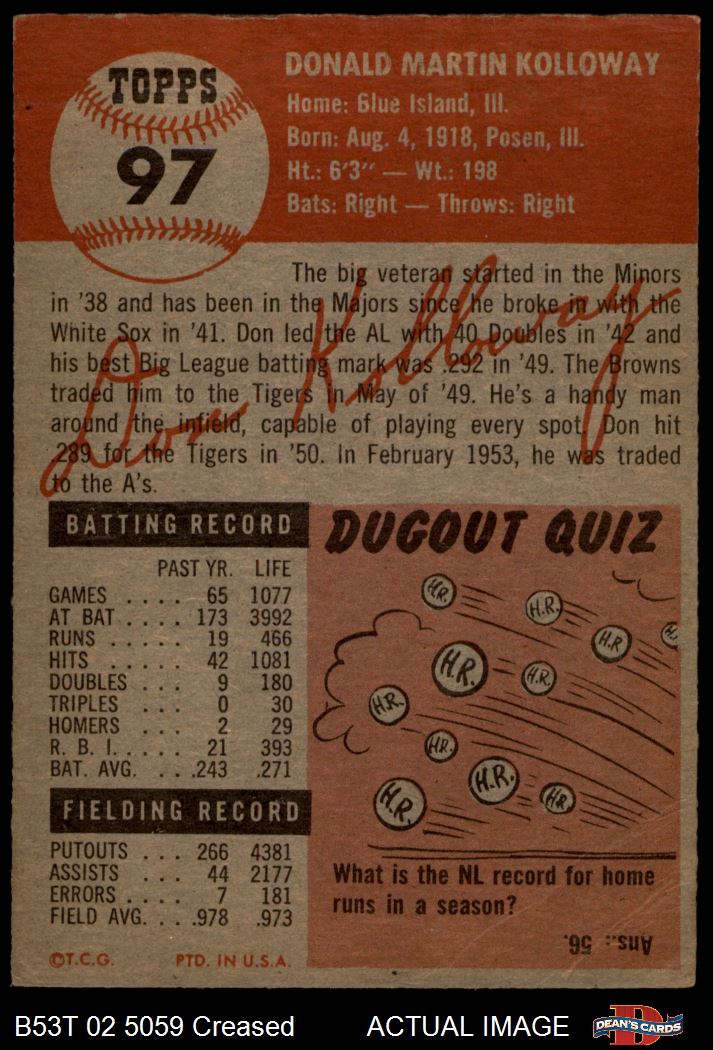 TOPPS
97
DONALD MARTIN KOLLOWAY
Home: Blue Island, Ill.
Born: Aug. 4, 1918, Posen, Ill.
Ht.: 6'3" — Wt.: 198
Bats: Right — Throws: Right
The big veteran started in the Minors
in '38 and has been in the Majors since he broke in with the
White Sox in '41. Don led the AL with 40 Doubles in '42 and
his best Big League batting mark was .292 in '49. The Browns
traded him to the Tigers in May of '49. He's a handy man
around the infield, capable of playing every spot. Don hit
.289 for the Tigers in '50. In February 1953, he was traded
to the A's.
Don Kolloway
BATTING RECORD
PAST YR. LIFE
GAMES . . . . 65 1077
AT BAT . . . . 173 3992
RUNS . . . . . 19 466
HITS . . . . . 42 1081
DOUBLES . . . 9 180
TRIPLES . . . 0 30
HOMERS . . . 2 29
R. B. I. . . . . 21 393
BAT. AVG. . . .243 .271
FIELDING RECORD
PUTOUTS . . . 266 4381
ASSISTS . . . 44 2177
ERRORS . . . . 7 181
FIELD AVG. . . .978 .973
©T.C.G. PTD. IN U.S.A.
DUGOUT QUIZ
H.R.
H.R.
H.R.
H.R.
H.R.
H.R.
H.R.
H.R.
H.R.
H.R.
H.R.
What is the NL record for home
runs in a season?
Ans.: 56.
B53T 02 5059 Creased ACTUAL IMAGE
D
DEAN'S CARDS